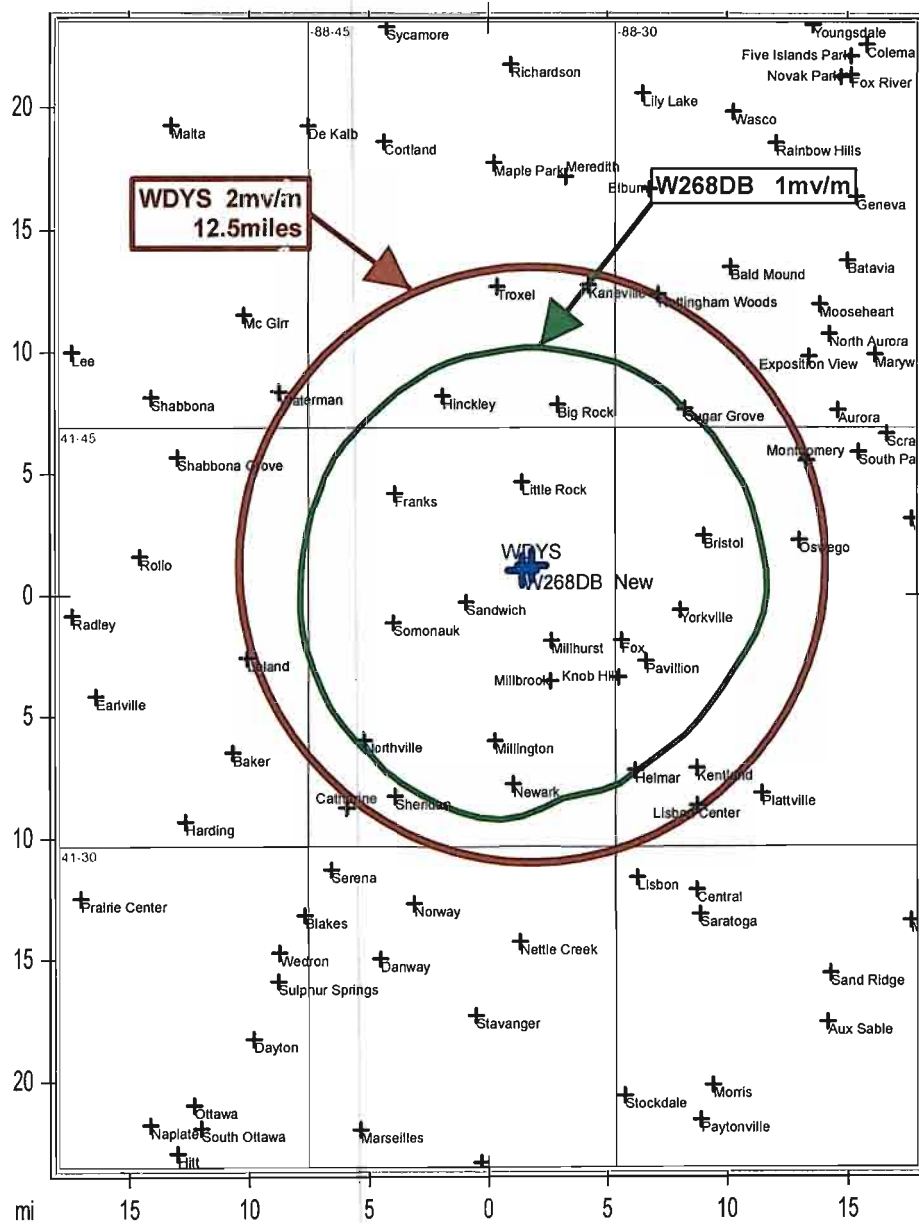 -88-45
-88-30
Sycamore
Youngsdale
Five Islands Park
Colema
Richardson
Novak Park
Fox River
Lily Lake
20
Wasco
Malta
De Kalb
Cortland
Rainbow Hills
Maple Park
Meredith
Elburn
W268DB 1mv/m
Geneva
WDYS 2mv/m
12.5miles
15
Bald Mound
Batavia
Troxel
Kaneville
Nottingham Woods
Mooseheart
Mc Girr
North Aurora
10
Lee
Exposition View
Maryw
Shabbona
Waterman
Hinckley
Big Rock
Sugar Grove
Aurora
41-45
Scra
Montgomery
South Pa
5
Shabbona Grove
Franks
Little Rock
Bristol
Oswego
Rollo
WDYS
W268DB New
0
Radley
Sandwich
Somonauk
Yorkville
Millhurst
Fox
Leland
Pavillion
Millbrook
Knob Hill
Earlville
5
Baker
Northville
Millington
Helmar
Kentlund
Newark
Plattville
Catharine
Sheridan
Lisbon Center
Harding
10
41-30
Serena
Lisbon
Central
Prairie Center
Norway
Saratoga
Blakes
Nettle Creek
15
Wedron
Danway
Sand Ridge
Sulphur Springs
Stavanger
Aux Sable
Dayton
20
Morris
Stockdale
Ottawa
Paytonville
Naplate
South Ottawa
Marseilles
Hitt
mi
15
10
5
0
5
10
15